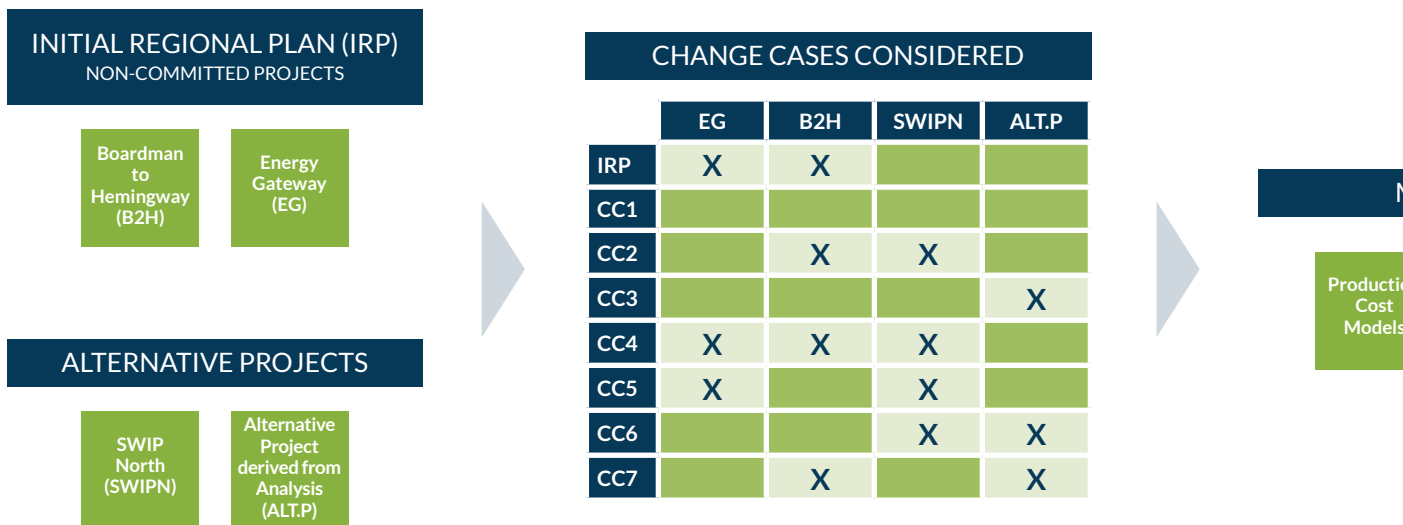 INITIAL REGIONAL PLAN (IRP)
NON-COMMITTED PROJECTS
Boardman
to
Hemingway
(B2H)
Energy
Gateway
(EG)
ALTERNATIVE PROJECTS
SWIP
North
(SWIPN)
Alternative
Project
derived from
Analysis
(ALT.P)
CHANGE CASES CONSIDERED
EG B2H SWIPN ALT.P
IRP X X
CC1
CC2 X X
CC3 X
CC4 X X X
CC5 X X
CC6 X X
CC7 X X
Cost
Models